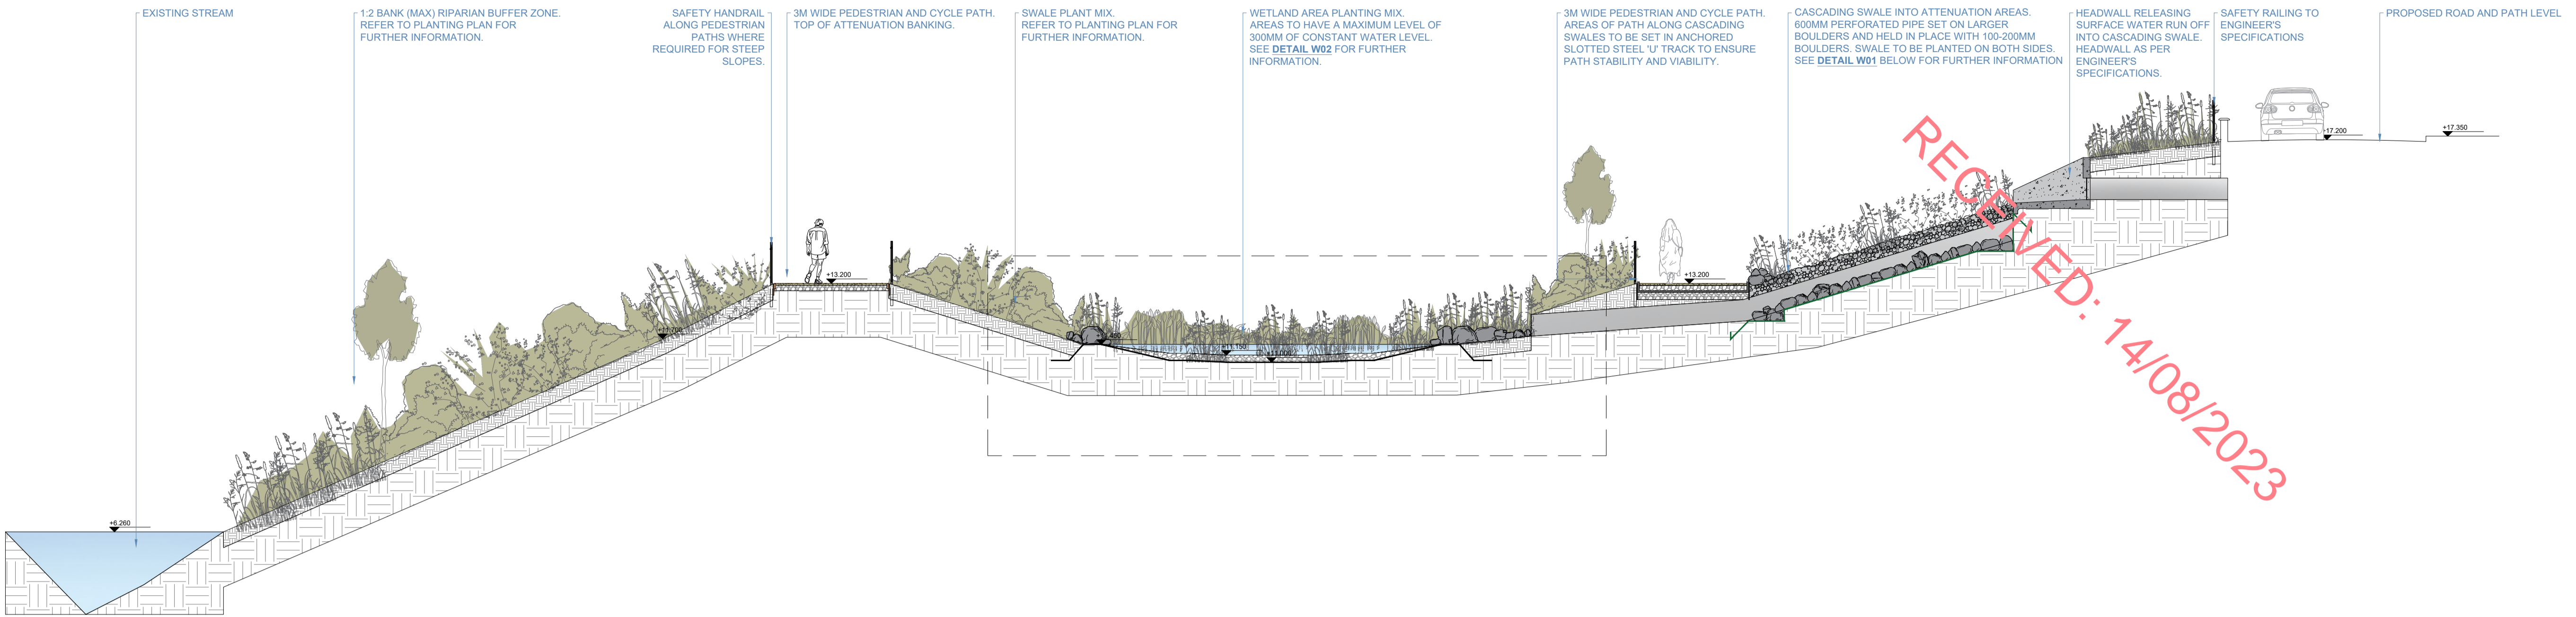 EXISTING STREAM
1:2 BANK (MAX) RIPARIAN BUFFER ZONE.
REFER TO PLANTING PLAN FOR
FURTHER INFORMATION.
SAFETY HANDRAIL
ALONG PEDESTRIAN
PATHS WHERE
REQUIRED FOR STEEP
SLOPES.
3M WIDE PEDESTRIAN AND CYCLE PATH.
TOP OF ATTENUATION BANKING.
SWALE PLANT MIX.
REFER TO PLANTING PLAN FOR
FURTHER INFORMATION.
WETLAND AREA PLANTING MIX.
AREAS TO HAVE A MAXIMUM LEVEL OF
300MM OF CONSTANT WATER LEVEL.
SEE DETAIL W02 FOR FURTHER
INFORMATION.
3M WIDE PEDESTRIAN AND CYCLE PATH.
AREAS OF PATH ALONG CASCADING
SWALES TO BE SET IN ANCHORED
SLOTTED STEEL 'U' TRACK TO ENSURE
PATH STABILITY AND VIABILITY.
CASCADING SWALE INTO ATTENUATION AREAS.
600MM PERFORATED PIPE SET ON LARGER
BOULDERS AND HELD IN PLACE WITH 100-200MM
BOULDERS. SWALE TO BE PLANTED ON BOTH SIDES.
SEE DETAIL W01 BELOW FOR FURTHER INFORMATION
HEADWALL RELEASING
SURFACE WATER RUN OFF
INTO CASCADING SWALE.
HEADWALL AS PER
ENGINEER'S
SPECIFICATIONS.
SAFETY RAILING TO
ENGINEER'S
SPECIFICATIONS
PROPOSED ROAD AND PATH LEVEL
+17.350
+17.200
RECEIVED: 14/08/2023
+13.200
+13.200
+11.700
+11.150
+11.000
+6.260